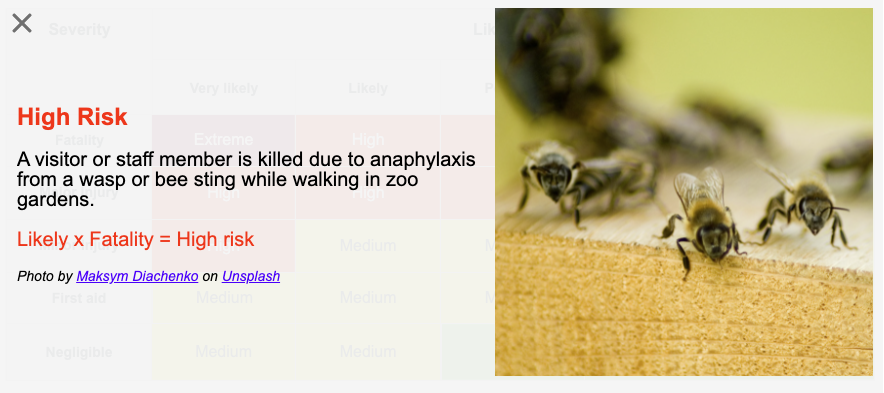 Severity
Lik
Very likely
Likely
P
High Risk
Fatality
Extreme
High
A visitor or staff member is killed due to anaphylaxis
from a wasp or bee sting while walking in zoo
gardens.
High
High
Likely x Fatality = High risk
High
Medium
M
Photo by Maksym Diachenko on Unsplash
First aid
Medium
Medium
M
Negligible
Medium
Medium